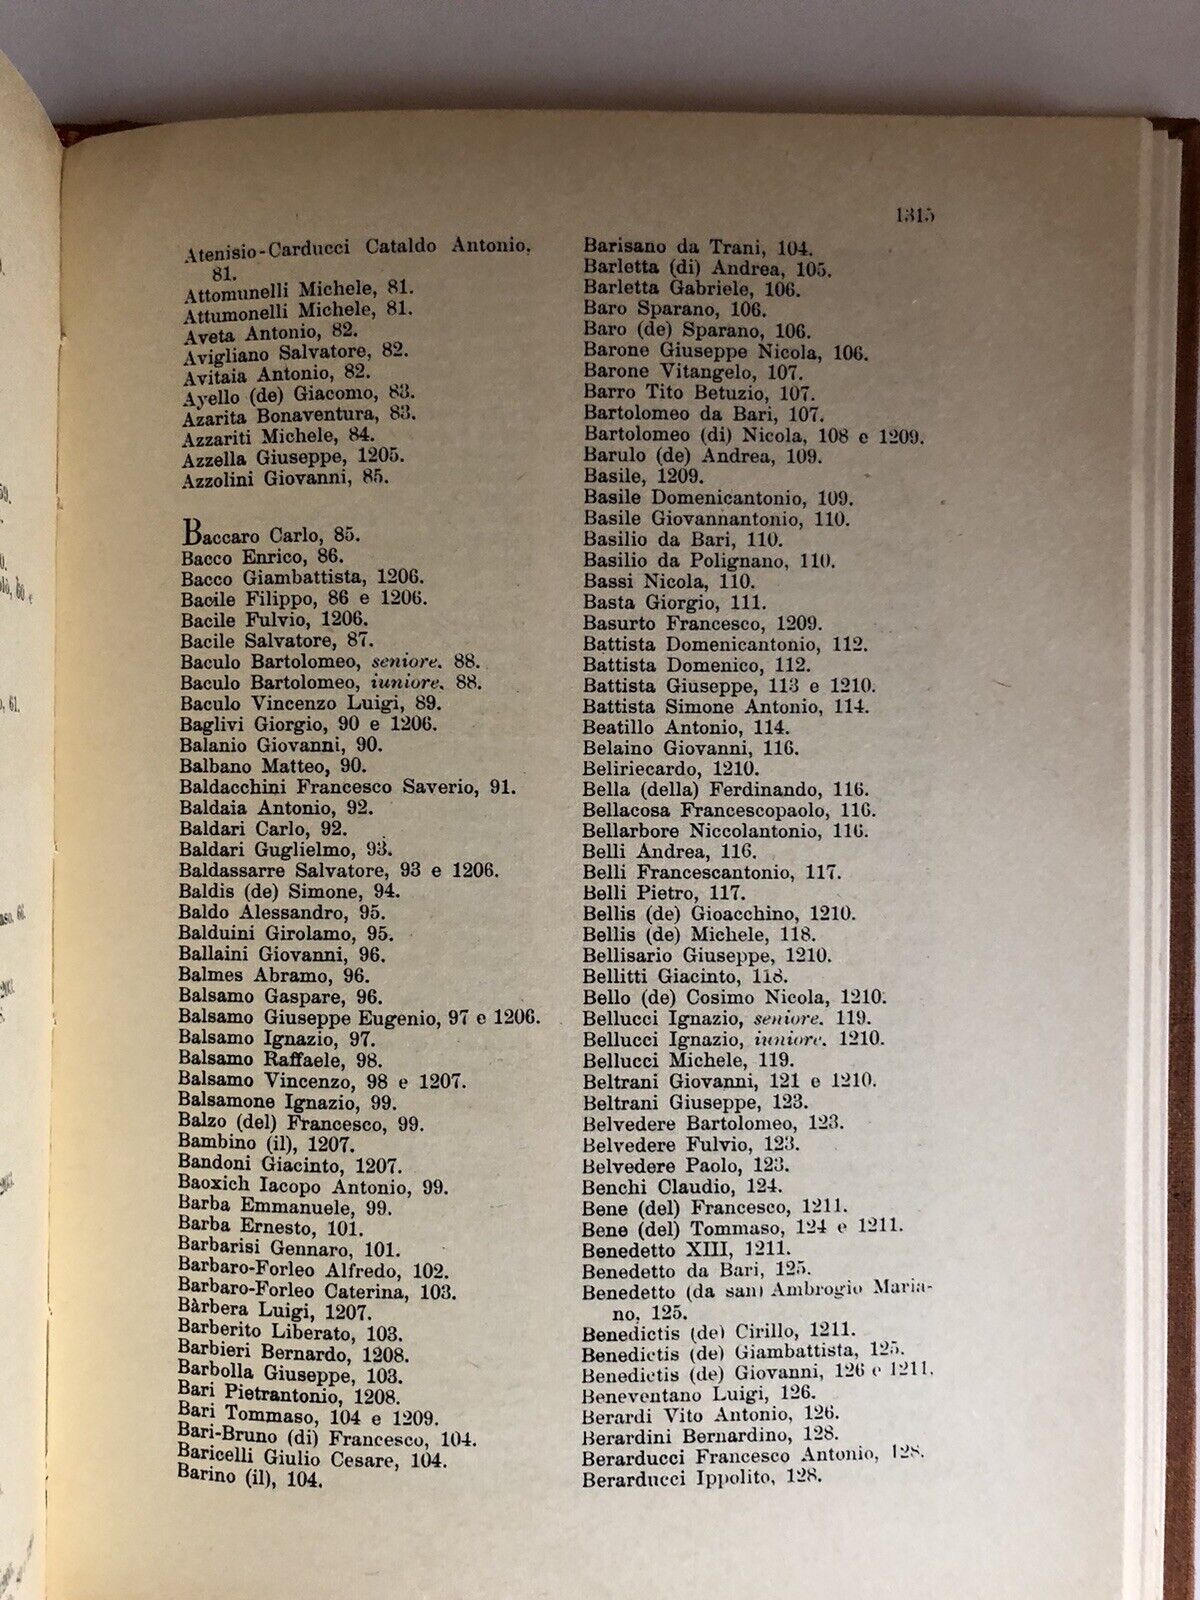 1315
Atenisio-Carducci Cataldo Antonio,
81.
Attomunelli Michele, 81.
Attumonelli Michele, 81.
Aveta Antonio, 82.
Avigliano Salvatore, 82.
Avitaia Antonio, 82.
Ayello (de) Giacomo, 83.
Azarita Bonaventura, 83.
Azzariti Michele, 84.
Azzella Giuseppe, 1205.
Azzolini Giovanni, 85.
Baccaro Carlo, 85.
Bacco Enrico, 86.
Bacco Giambattista, 1206.
Bacile Filippo, 86 e 1206.
Bacile Fulvio, 1206.
Bacile Salvatore, 87.
Baculo Bartolomeo, seniore. 88.
Baculo Bartolomeo, iuniore. 88.
Baculo Vincenzo Luigi, 89.
Baglivi Giorgio, 90 e 1206.
Balanio Giovanni, 90.
Balbano Matteo, 90.
Baldacchini Francesco Saverio, 91.
Baldaia Antonio, 92.
Baldari Carlo, 92.
Baldari Guglielmo, 93.
Baldassarre Salvatore, 93 e 1206.
Baldis (de) Simone, 94.
Baldo Alessandro, 95.
Balduini Girolamo, 95.
Ballaini Giovanni, 96.
Balmes Abramo, 96.
Balsamo Gaspare, 96.
Balsamo Giuseppe Eugenio, 97 e 1206.
Balsamo Ignazio, 97.
Balsamo Raffaele, 98.
Balsamo Vincenzo, 98 e 1207.
Balsamone Ignazio, 99.
Balzo (del) Francesco, 99.
Bambino (il), 1207.
Bandoni Giacinto, 1207.
Baoxich Iacopo Antonio, 99.
Barba Emmanuele, 99.
Barba Ernesto, 101.
Barbarisi Gennaro, 101.
Barbaro-Forleo Alfredo, 102.
Barbaro-Forleo Caterina, 103.
Bàrbera Luigi, 1207.
Barberito Liberato, 103.
Barbieri Bernardo, 1208.
Barbolla Giuseppe, 103.
Bari Pietrantonio, 1208.
Bari Tommaso, 104 e 1209.
Bari-Bruno (di) Francesco, 104.
Baricelli Giulio Cesare, 104.
Barino (il), 104.
Barisano da Trani, 104.
Barletta (di) Andrea, 105.
Barletta Gabriele, 106.
Baro Sparano, 106.
Baro (de) Sparano, 106.
Barone Giuseppe Nicola, 106.
Barone Vitangelo, 107.
Barro Tito Betuzio, 107.
Bartolomeo da Bari, 107.
Bartolomeo (di) Nicola, 108 e 1209.
Barulo (de) Andrea, 109.
Basile, 1209.
Basile Domenicantonio, 109.
Basile Giovannantonio, 110.
Basilio da Bari, 110.
Basilio da Polignano, 110.
Bassi Nicola, 110.
Basta Giorgio, 111.
Basurto Francesco, 1209.
Battista Domenicantonio, 112.
Battista Domenico, 112.
Battista Giuseppe, 113 e 1210.
Battista Simone Antonio, 114.
Beatillo Antonio, 114.
Belaino Giovanni, 116.
Beliriecardo, 1210.
Bella (della) Ferdinando, 116.
Bellacosa Francescopaolo, 116.
Bellarbore Niccolantonio, 116.
Belli Andrea, 116.
Belli Francescantonio, 117.
Belli Pietro, 117.
Bellis (de) Gioacchino, 1210.
Bellis (de) Michele, 118.
Bellisario Giuseppe, 1210.
Bellitti Giacinto, 118.
Bello (de) Cosimo Nicola, 1210.
Bellucci Ignazio, seniore. 119.
Bellucci Ignazio, iuniore. 1210.
Bellucci Michele, 119.
Beltrani Giovanni, 121 e 1210.
Beltrani Giuseppe, 123.
Belvedere Bartolomeo, 123.
Belvedere Fulvio, 123.
Belvedere Paolo, 123.
Benchi Claudio, 124.
Bene (del) Francesco, 1211.
Bene (del) Tommaso, 124 e 1211.
Benedetto XIII, 1211.
Benedetto da Bari, 125.
Benedetto (da san) Ambrogio Maria-
no, 125.
Benedictis (de) Cirillo, 1211.
Benedictis (de) Giambattista, 125.
Benedictis (de) Giovanni, 126 e 1211.
Beneventano Luigi, 126.
Berardi Vito Antonio, 126.
Berardini Bernardino, 128.
Berarducci Francesco Antonio, 128.
Berarducci Ippolito, 128.